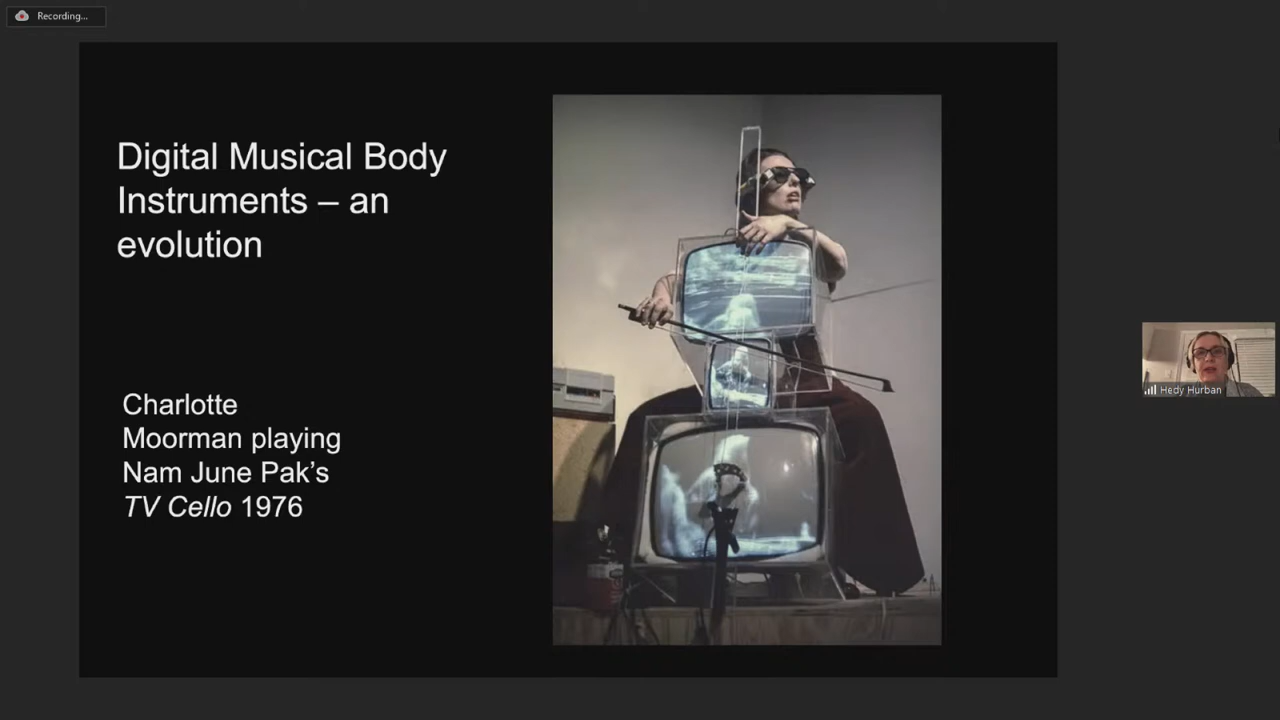 Recording...
Digital Musical Body
Instruments – an
evolution
Charlotte
Moorman playing
Nam June Pak’s
TV Cello 1976
Hedy Hurban